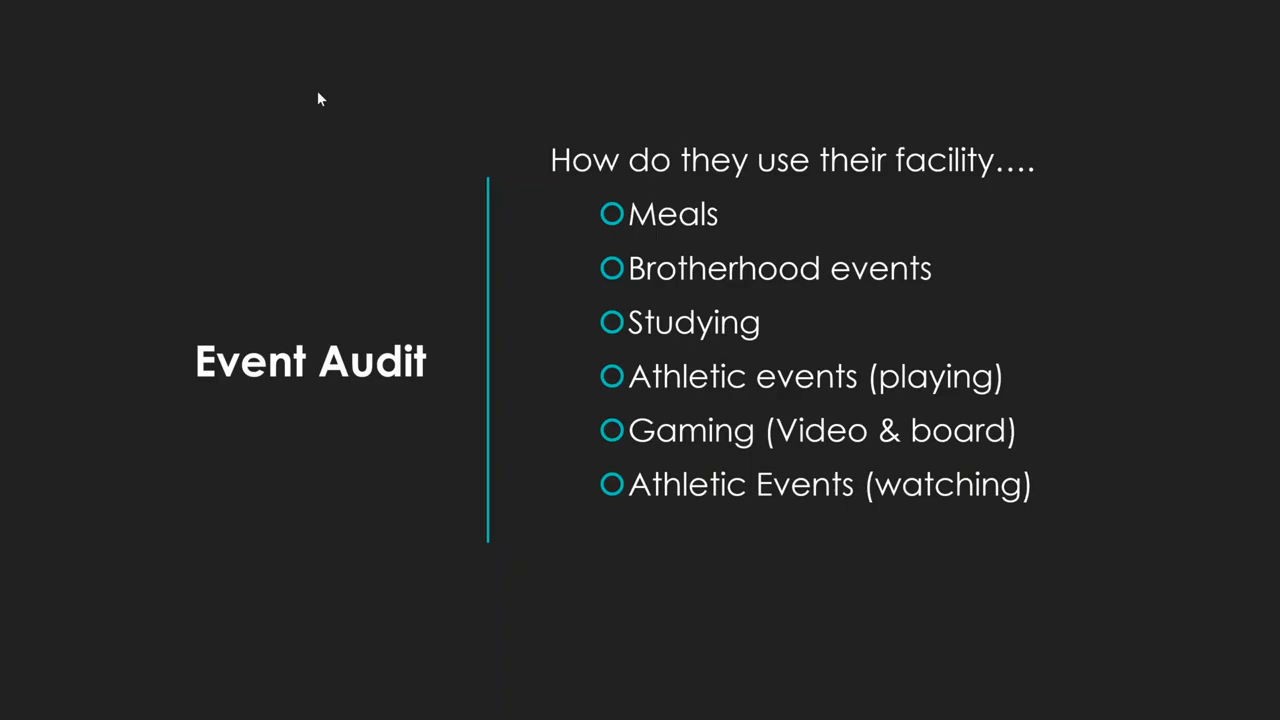 Event Audit
How do they use their facility....
Meals
Brotherhood events
Studying
Athletic events (playing)
Gaming (Video & board)
Athletic Events (watching)